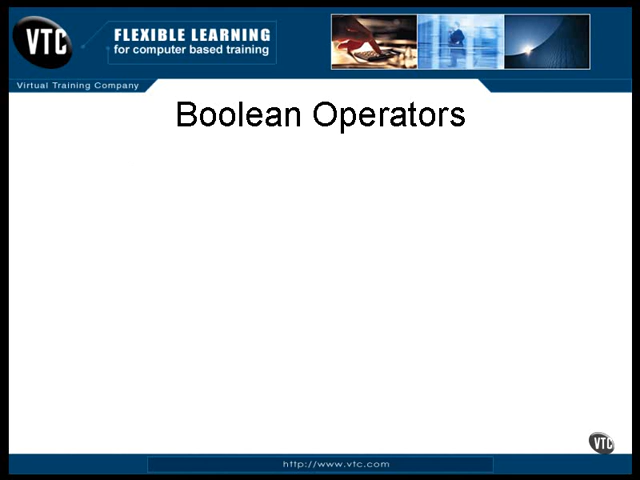 VTC
FLEXIBLE LEARNING
for computer based training
Virtual Training Company
Boolean Operators
VTC
http://www.vtc.com